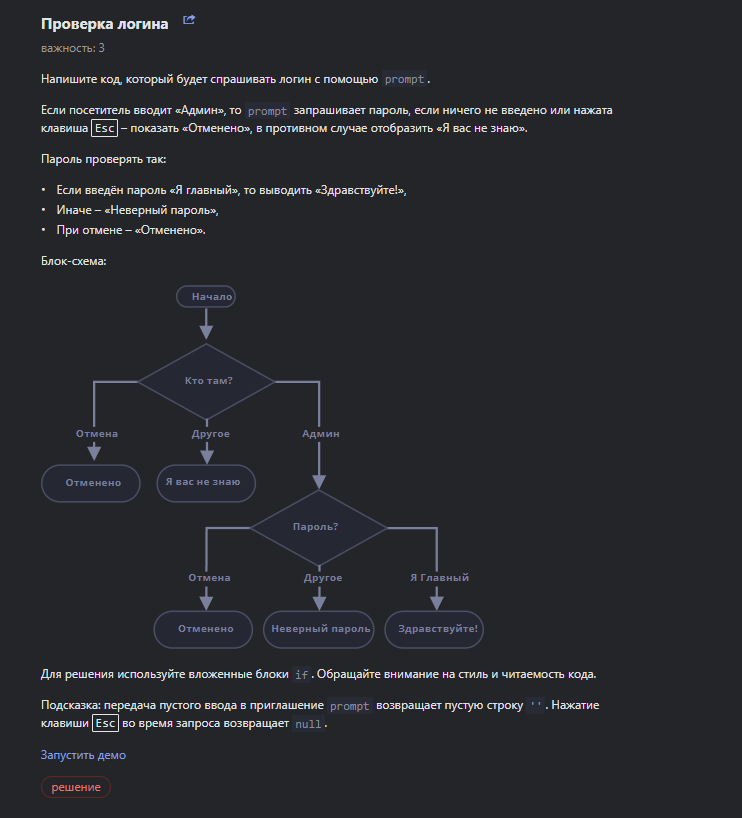 Проверка логина
важность: 3
Напишите код, который будет спрашивать логин с помощью prompt.
Если посетитель вводит «Админ», то prompt запрашивает пароль, если ничего не введено или нажата
клавиша Esc – показать «Отменено», в противном случае отобразить «Я вас не знаю».
Пароль проверять так:
• Если введён пароль «Я главный», то выводить «Здравствуйте!»,
• Иначе – «Неверный пароль»,
• При отмене – «Отменено».
Блок-схема:
Начало
Кто там?
Отмена Другое Админ
Отменено Я вас не знаю
Пароль?
Отмена Другое Я Главный
Отменено Неверный пароль Здравствуйте!
Для решения используйте вложенные блоки if. Обращайте внимание на стиль и читаемость кода.
Подсказка: передача пустого ввода в приглашение prompt возвращает пустую строку ''. Нажатие
клавиши Esc во время запроса возвращает null.
Запустить демо
решение